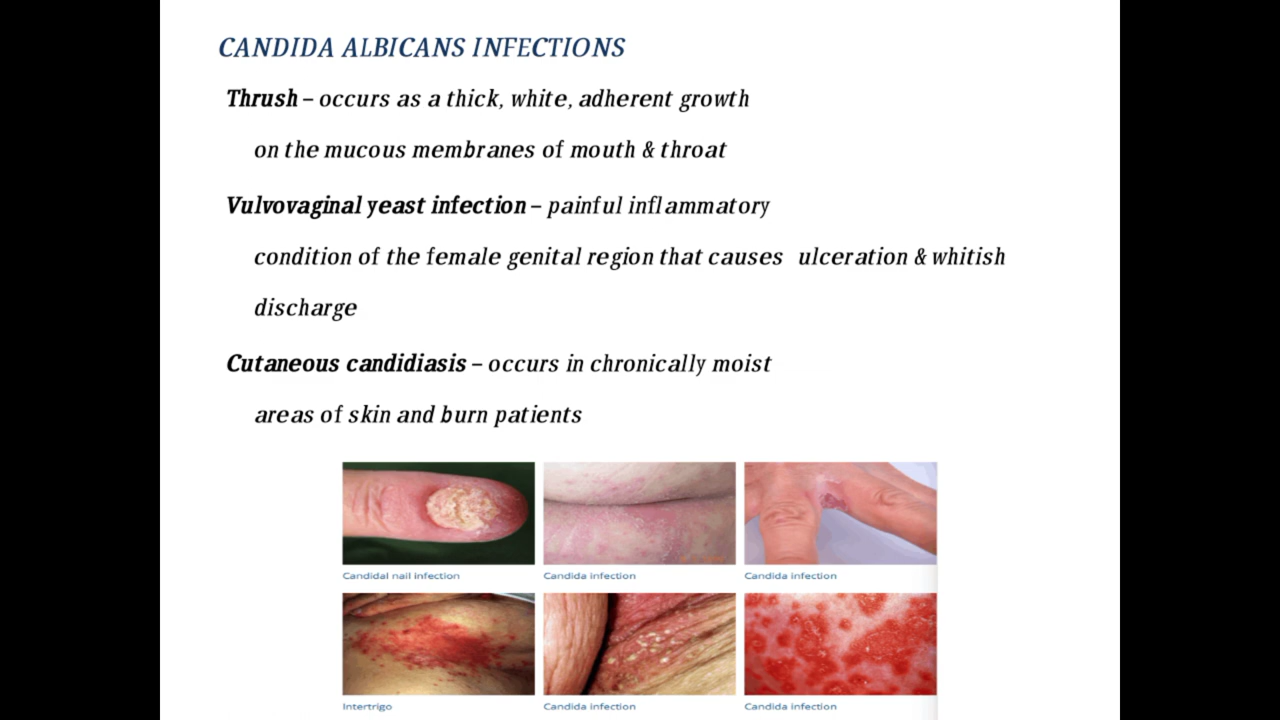 CANDIDA ALBICANS INFECTIONS
Thrush – occurs as a thick, white, adherent growth
on the mucous membranes of mouth & throat
Vulvovaginal yeast infection – painful inflammatory
condition of the female genital region that causes ulceration & whitish
discharge
Cutaneous candidiasis – occurs in chronically moist
areas of skin and burn patients
Candidal nail infection
Candida infection
Candida infection
Intertrigo
Candida infection
Candida infection